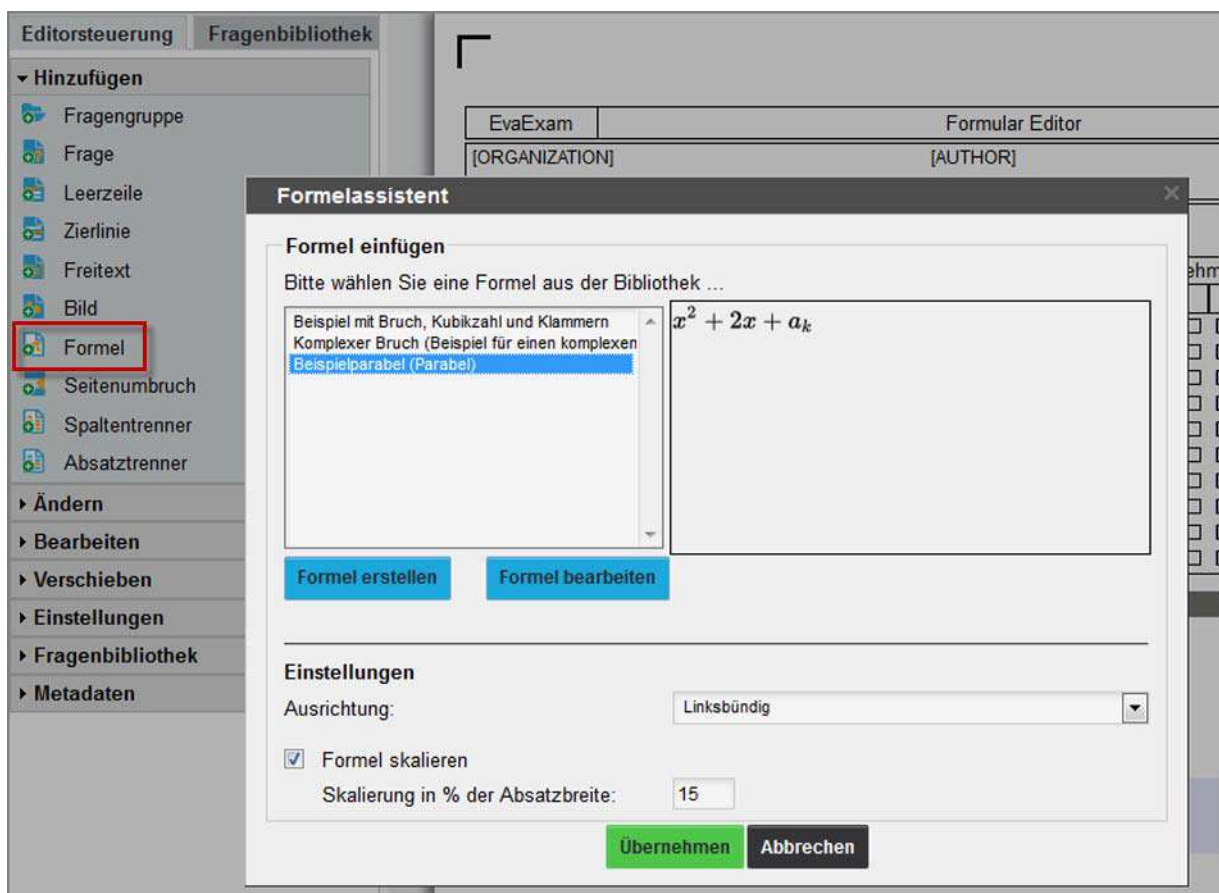 Editorsteuerung Fragenbibliothek
Hinzufügen
Fragengruppe
Frage
Leerzeile
Zierlinie
Freitext
Bild
Formel
Seitenumbruch
Spaltentrenner
Absatztrenner
Ändern
Bearbeiten
Verschieben
Einstellungen
Fragenbibliothek
Metadaten
EvaExam Formular Editor
[ORGANIZATION] [AUTHOR]
Formelassistent
Formel einfügen
Bitte wählen Sie eine Formel aus der Bibliothek ...
Beispiel mit Bruch, Kubikzahl und Klammern
Komplexer Bruch (Beispiel für einen komplexen
Beispielparabel (Parabel)
x² + 2x + aₖ
Formel erstellen Formel bearbeiten
Einstellungen
Ausrichtung: Linksbündig
Formel skalieren
Skalierung in % der Absatzbreite: 15
Übernehmen Abbrechen